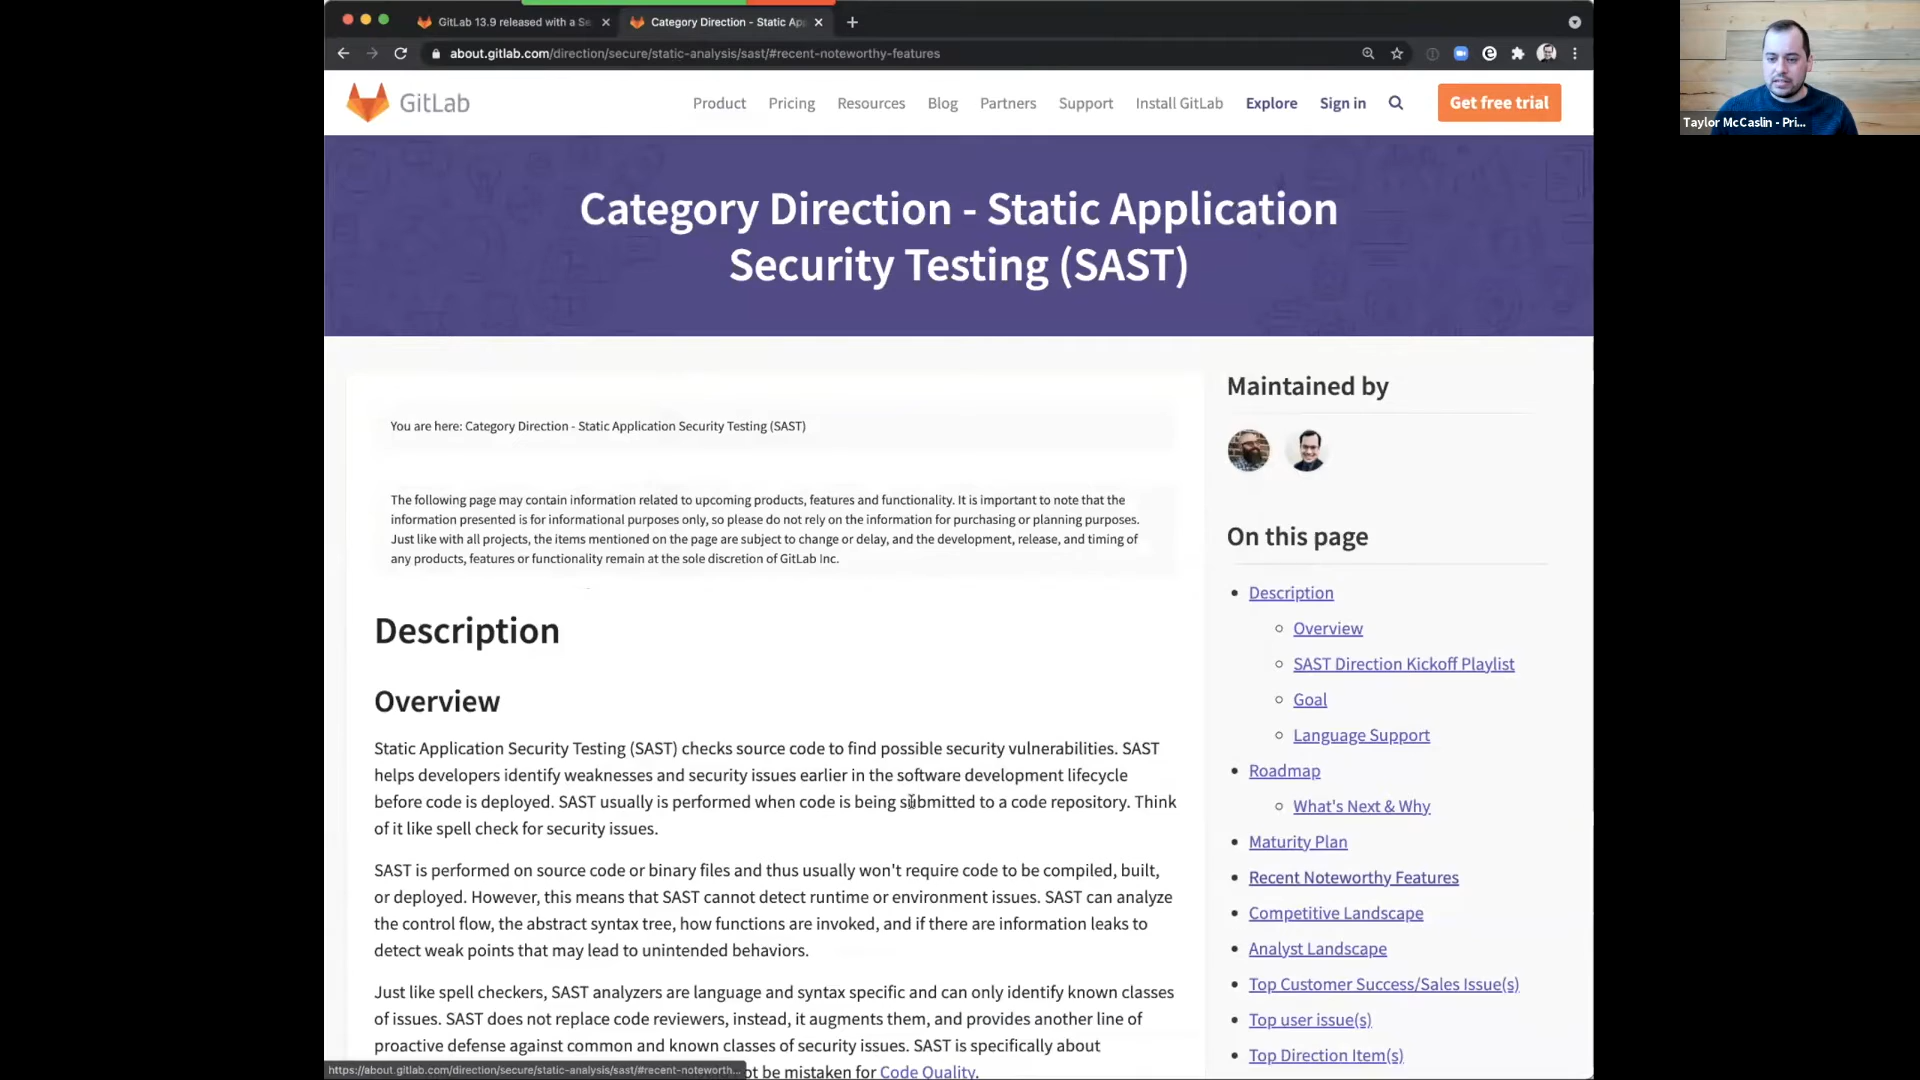 GitLab 13.9 released with a Se
Category Direction - Static Ap
about.gitlab.com/direction/secure/static-analysis/sast/#recent-noteworthy-features
GitLab
Product
Pricing
Resources
Blog
Partners
Support
Install GitLab
Explore
Sign in
Get free trial
Taylor McCaslin - Pri...
Category Direction - Static Application
Security Testing (SAST)
You are here: Category Direction - Static Application Security Testing (SAST)
The following page may contain information related to upcoming products, features and functionality. It is important to note that the
information presented is for informational purposes only, so please do not rely on the information for purchasing or planning purposes.
Just like with all projects, the items mentioned on the page are subject to change or delay, and the development, release, and timing of
any products, features or functionality remain at the sole discretion of GitLab Inc.
Description
Overview
Static Application Security Testing (SAST) checks source code to find possible security vulnerabilities. SAST
helps developers identify weaknesses and security issues earlier in the software development lifecycle
before code is deployed. SAST usually is performed when code is being submitted to a code repository. Think
of it like spell check for security issues.
SAST is performed on source code or binary files and thus usually won't require code to be compiled, built,
or deployed. However, this means that SAST cannot detect runtime or environment issues. SAST can analyze
the control flow, the abstract syntax tree, how functions are invoked, and if there are information leaks to
detect weak points that may lead to unintended behaviors.
Just like spell checkers, SAST analyzers are language and syntax specific and can only identify known classes
of issues. SAST does not replace code reviewers, instead, it augments them, and provides another line of
proactive defense against common and known classes of security issues. SAST is specifically about
ot be mistaken for Code Quality.
https://about.gitlab.com/direction/secure/static-analysis/sast/#recent-noteworth...
Maintained by
On this page
Description
Overview
SAST Direction Kickoff Playlist
Goal
Language Support
Roadmap
What's Next & Why
Maturity Plan
Recent Noteworthy Features
Competitive Landscape
Analyst Landscape
Top Customer Success/Sales Issue(s)
Top user issue(s)
Top Direction Item(s)